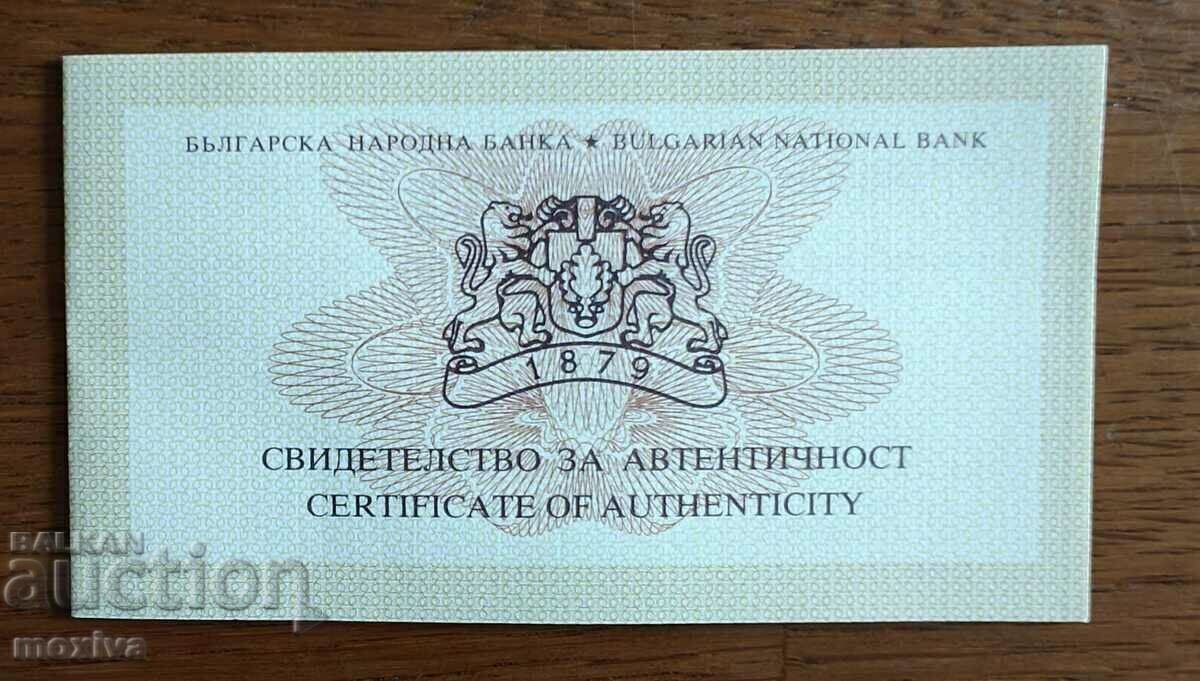 БЪЛГАРСКА НАРОДНА БАНКА ★ BULGARIAN NATIONAL BANK
1879
СВИДЕТЕЛСТВО ЗА АВТЕНТИЧНОСТ
CERTIFICATE OF AUTHENTICITY
BALKAN
auction
moxiva